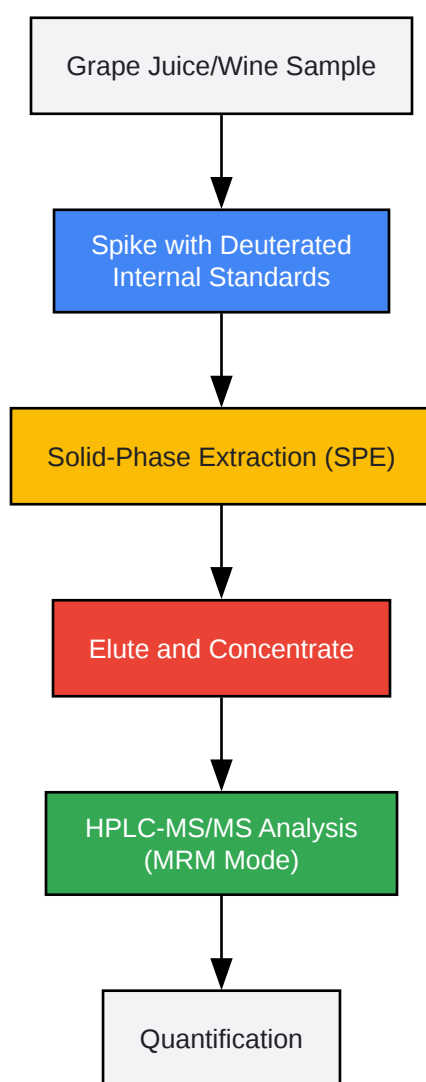 Grape Juice/Wine Sample
Spike with Deuterated
Internal Standards
Solid-Phase Extraction (SPE)
Elute and Concentrate
HPLC-MS/MS Analysis
(MRM Mode)
Quantification